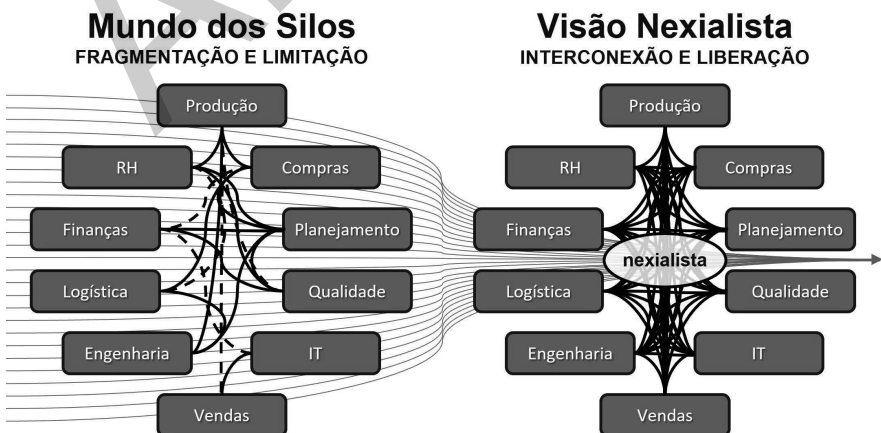 Mundo dos Silos
FRAGMENTAÇÃO E LIMITAÇÃO
Produção
RH
Compras
Finanças
Planejamento
Logística
Qualidade
Engenharia
IT
Vendas
Visão Nexialista
INTERCONEXÃO E LIBERAÇÃO
Produção
RH
Compras
Finanças
Planejamento
nexialista
Logística
Qualidade
Engenharia
IT
Vendas